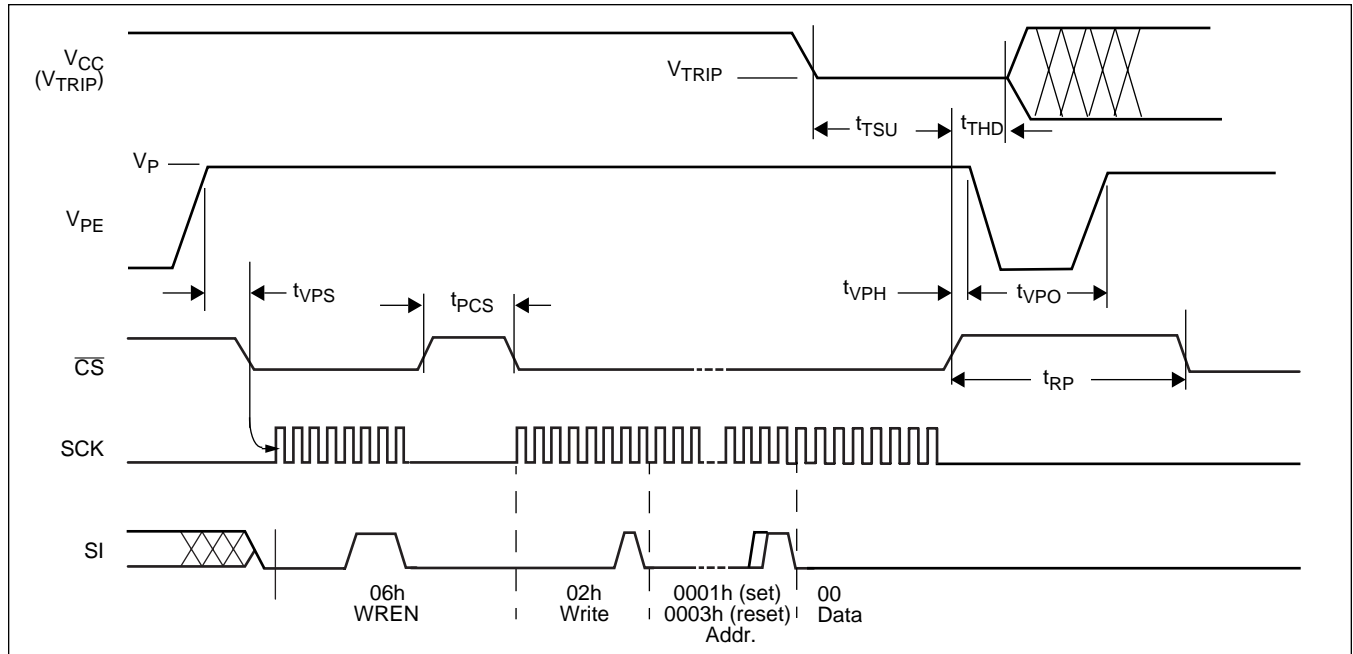 VCC
(VTRIP)
VTRIP
tTSU
tTHD
VP
VPE
tVPS
tPCS
tVPH
tVPO
CS
tRP
SCK
SI
06h
WREN
02h
Write
0001h (set)
0003h (reset)
Addr.
00
Data